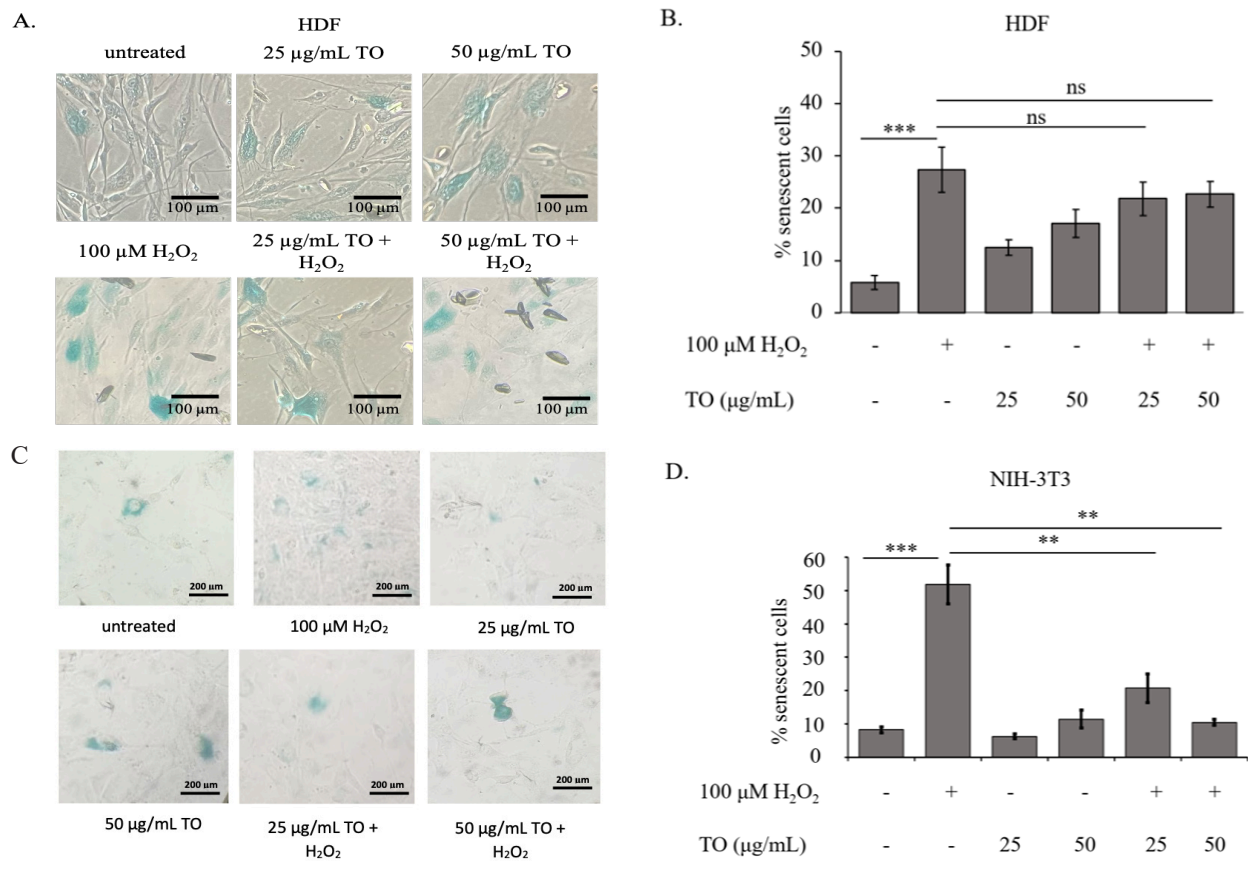 A.
HDF
untreated
25 µg/mL TO
50 µg/mL TO
100 µm
100 µm
100 µm
100 µM H₂O₂
25 µg/mL TO +
H₂O₂
50 µg/mL TO +
H₂O₂
100 µm
100 µm
100 µm
B.
HDF
% senescent cells
50
40
30
20
10
0
ns
ns
***
100 µM H₂O₂ - + - - + +
TO (µg/mL) - - 25 50 25 50
C
200 µm
200 µm
200 µm
untreated
100 µM H₂O₂
25 µg/mL TO
200 µm
200 µm
200 µm
50 µg/mL TO
25 µg/mL TO +
H₂O₂
50 µg/mL TO +
H₂O₂
D.
NIH-3T3
% senescent cells
60
50
40
30
20
10
0
**
**
***
100 µM H₂O₂ - + - - + +
TO (µg/mL) - - 25 50 25 50